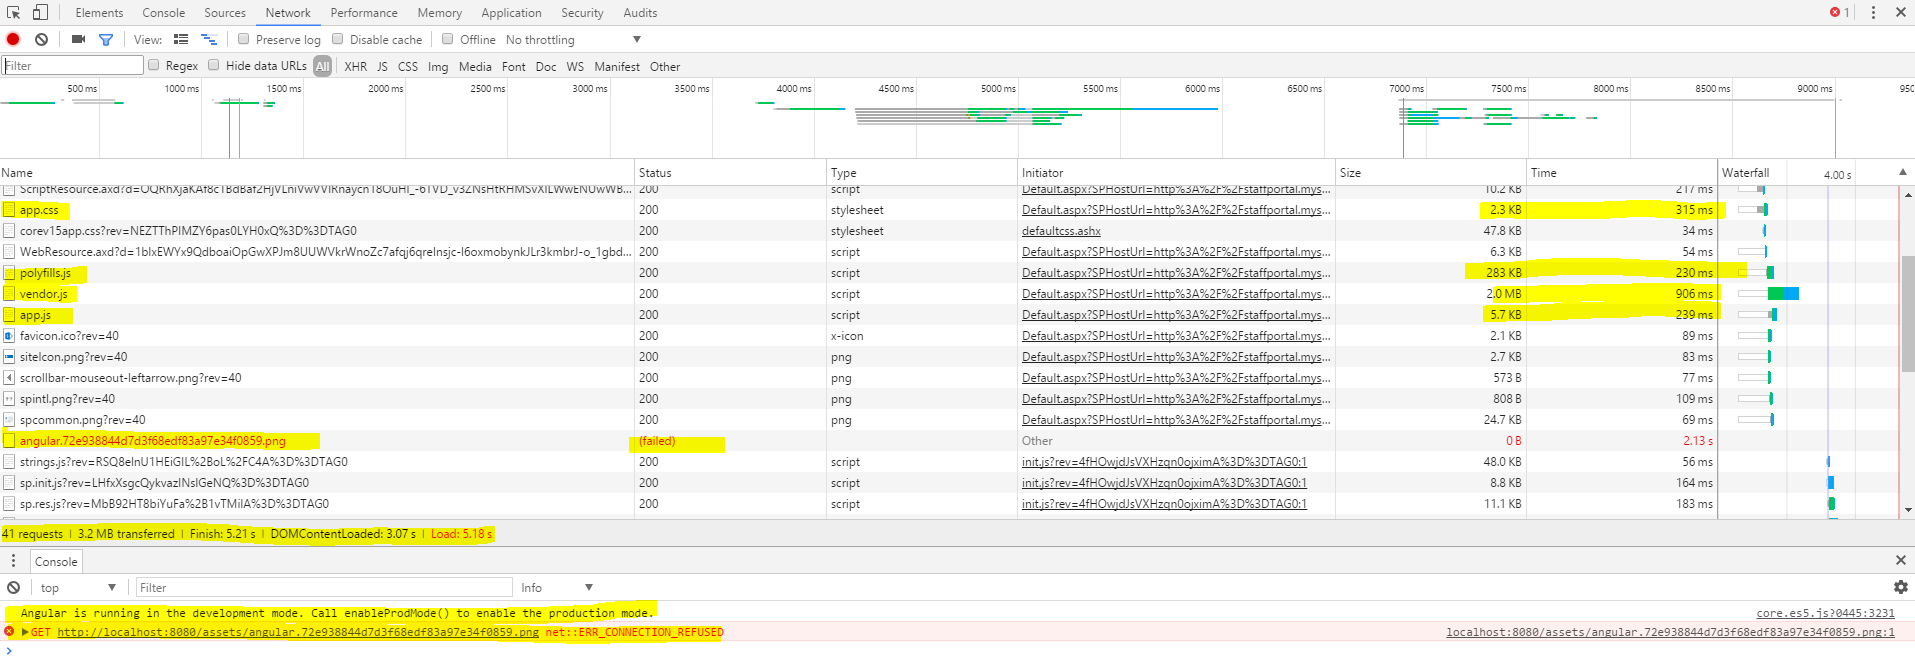 Elements Console Sources Network Performance Memory Application Security Audits 1
View: Preserve log Disable cache Offline No throttling
Filter Regex Hide data URLs All XHR JS CSS Img Media Font Doc WS Manifest Other
500 ms 1000 ms 1500 ms 2000 ms 2500 ms 3000 ms 3500 ms 4000 ms 4500 ms 5000 ms 5500 ms 6000 ms 6500 ms 7000 ms 7500 ms 8000 ms 8500 ms 9000 ms 950
Name Status Type Initiator Size Time Waterfall 4.00 s
200 script Default.aspx?SPHostUrl=http%3A%2F%2Fstaffportal.mys... 10.2 KB 217 ms
app.css 200 stylesheet Default.aspx?SPHostUrl=http%3A%2F%2Fstaffportal.mys... 2.3 KB 315 ms
corev15app.css?rev=NEZTThPIMZY6pas0LYH0xQ%3D%3DTAG0 200 stylesheet defaultcss.ashx 47.8 KB 34 ms
200 script Default.aspx?SPHostUrl=http%3A%2F%2Fstaffportal.mys... 6.3 KB 54 ms
polyfills.js 200 script Default.aspx?SPHostUrl=http%3A%2F%2Fstaffportal.mys... 283 KB 230 ms
vendor.js 200 script Default.aspx?SPHostUrl=http%3A%2F%2Fstaffportal.mys... 2.0 MB 906 ms
app.js 200 script Default.aspx?SPHostUrl=http%3A%2F%2Fstaffportal.mys... 5.7 KB 239 ms
favicon.ico?rev=40 200 x-icon Default.aspx?SPHostUrl=http%3A%2F%2Fstaffportal.mys... 2.1 KB 89 ms
siteIcon.png?rev=40 200 png Default.aspx?SPHostUrl=http%3A%2F%2Fstaffportal.mys... 2.7 KB 83 ms
scrollbar-mouseout-leftarrow.png?rev=40 200 png Default.aspx?SPHostUrl=http%3A%2F%2Fstaffportal.mys... 573 B 77 ms
spintl.png?rev=40 200 png Default.aspx?SPHostUrl=http%3A%2F%2Fstaffportal.mys... 808 B 109 ms
spcommon.png?rev=40 200 png Default.aspx?SPHostUrl=http%3A%2F%2Fstaffportal.mys... 24.7 KB 69 ms
angular.72e938844d7d3f68edf83a97e34f0859.png (failed) Other 0 B 2.13 s
strings.js?rev=RSQ8elnU1HEiGIL%2BoL%2FC4A%3D%3DTAG0 200 script init.js?rev=4fHOwjdJsVXHzqn0ojximA%3D%3DTAG0:1 48.0 KB 56 ms
sp.init.js?rev=LHfxXsgcQykvazINsIGeNQ%3D%3DTAG0 200 script init.js?rev=4fHOwjdJsVXHzqn0ojximA%3D%3DTAG0:1 8.8 KB 164 ms
sp.res.js?rev=MbB92HT8biYuFa%2B1vTMilA%3D%3DTAG0 200 script init.js?rev=4fHOwjdJsVXHzqn0ojximA%3D%3DTAG0:1 11.1 KB 183 ms
41 requests | 3.2 MB transferred | Finish: 5.21 s | DOMContentLoaded: 3.07 s | Load: 5.18 s
Console
top Filter Info
Angular is running in the development mode. Call enableProdMode() to enable the production mode. core.es5.js?0445:3231
GET http://localhost:8080/assets/angular.72e938844d7d3f68edf83a97e34f0859.png net::ERR_CONNECTION_REFUSED localhost:8080/assets/angular.72e938844d7d3f68edf83a97e34f0859.png:1